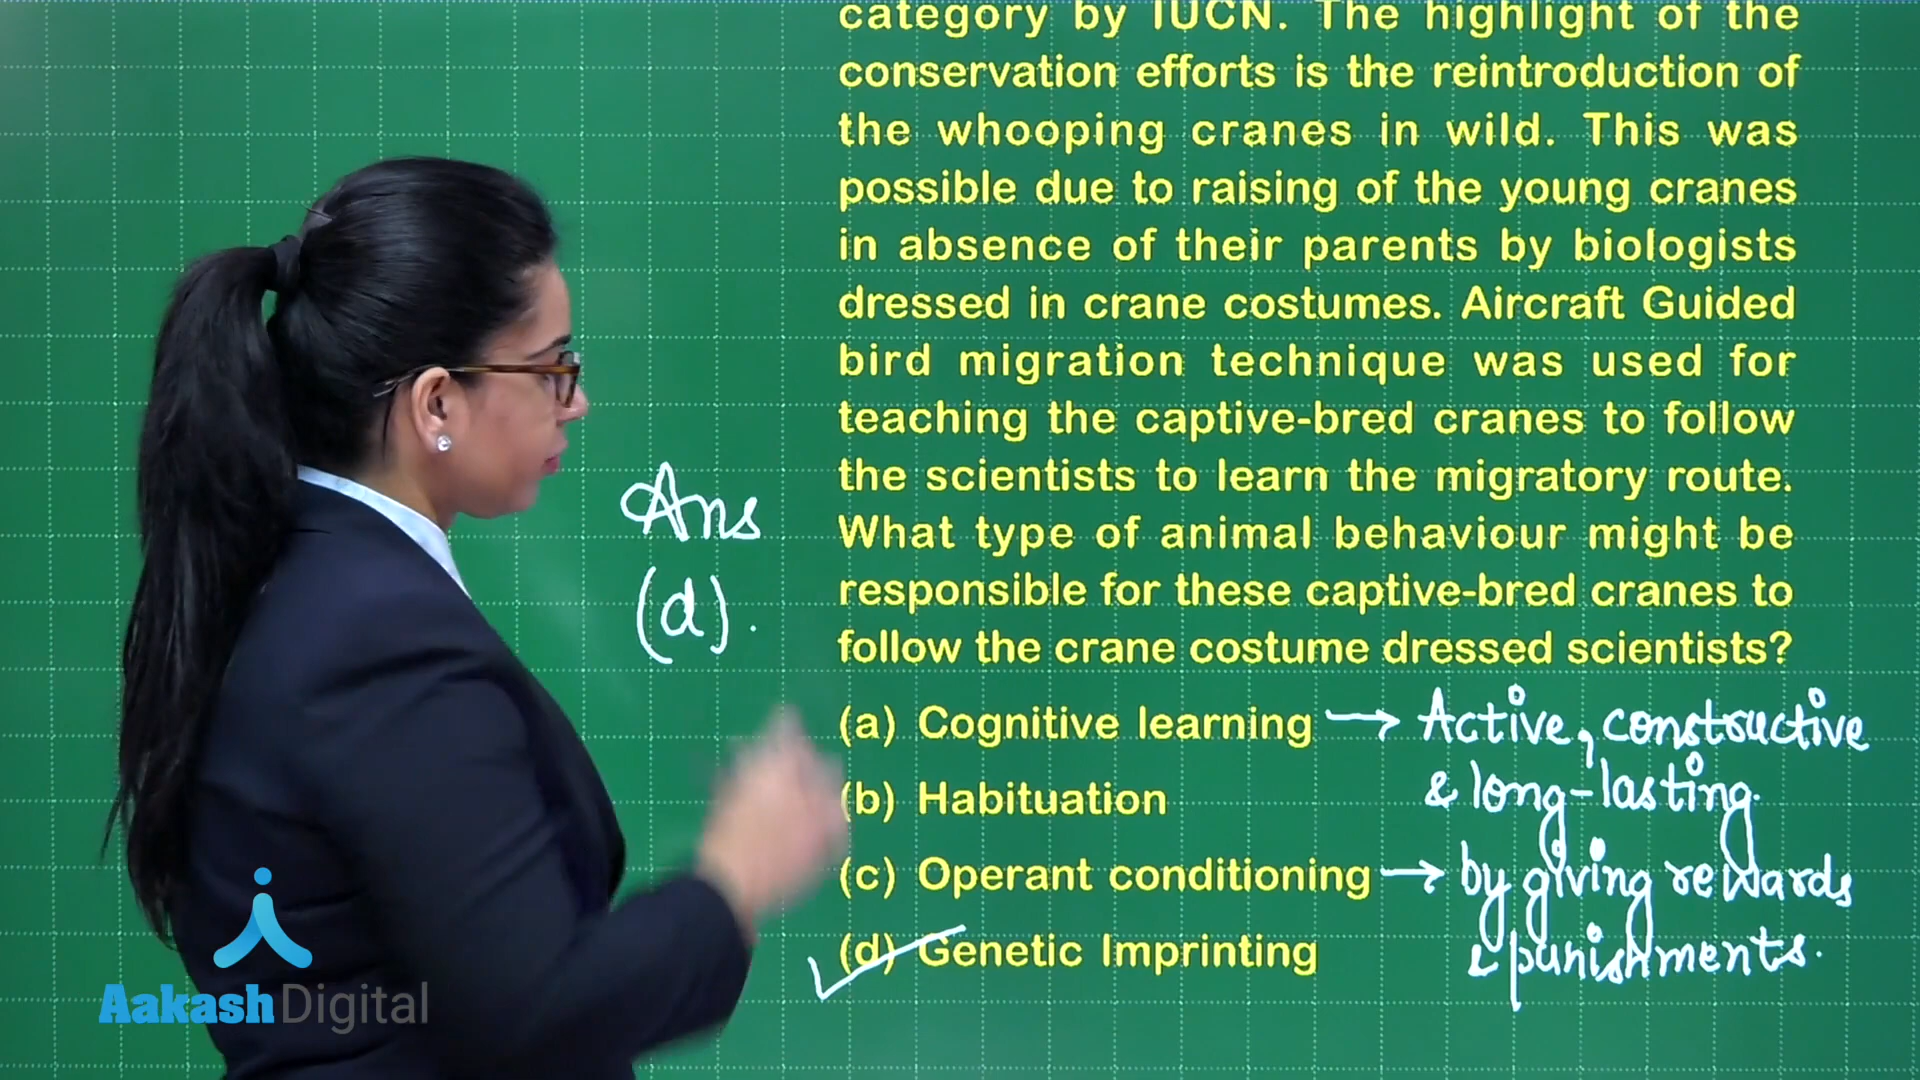 category by IUCN. The highlight of the
conservation efforts is the reintroduction of
the whooping cranes in wild. This was
possible due to raising of the young cranes
in absence of their parents by biologists
dressed in crane costumes. Aircraft Guided
bird migration technique was used for
teaching the captive-bred cranes to follow
the scientists to learn the migratory route.
What type of animal behaviour might be
responsible for these captive-bred cranes to
follow the crane costume dressed scientists?
Ans
(d).
(a) Cognitive learning → Active, constructive
& long-lasting.
(b) Habituation
(c) Operant conditioning → by giving rewards
& punishments.
(d) Genetic Imprinting
Aakash Digital